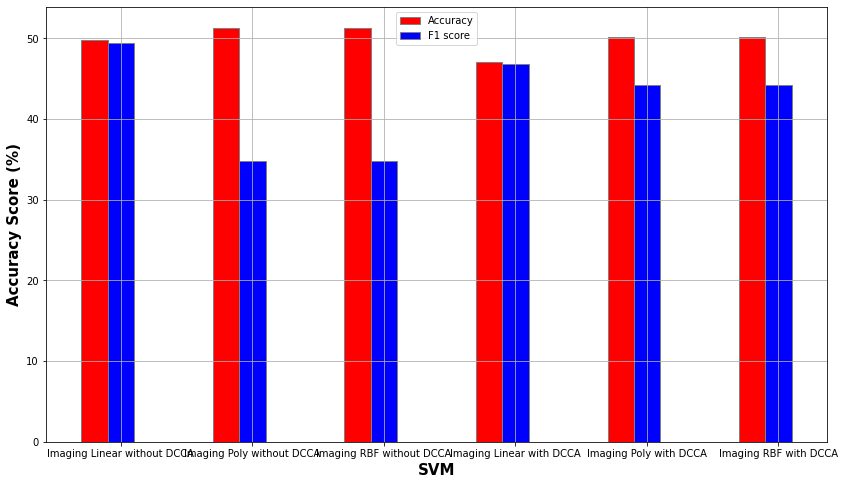 Accuracy
F1 score
Accuracy Score (%)
50
40
30
20
10
0
Imaging Linear without DCCA
Imaging Poly without DCCA
Imaging RBF without DCCA
Imaging Linear with DCCA
Imaging Poly with DCCA
Imaging RBF with DCCA
SVM